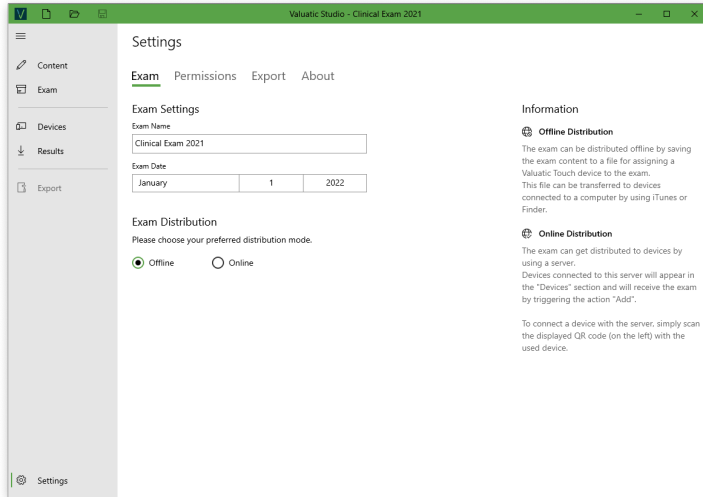 Valuatic Studio - Clinical Exam 2021
Content
Exam
Devices
Results
Export
Settings
Settings
Exam Permissions Export About
Exam Settings
Exam Name
Clinical Exam 2021
Exam Date
January 1 2022
Exam Distribution
Please choose your preferred distribution mode.
Offline Online
Information
Offline Distribution
The exam can be distributed offline by saving
the exam content to a file for assigning a
Valuatic Touch device to the exam.
This file can be transferred to devices
connected to a computer by using iTunes or
Finder.
Online Distribution
The exam can get distributed to devices by
using a server.
Devices connected to this server will appear in
the "Devices" section and will receive the exam
by triggering the action "Add".
To connect a device with the server, simply scan
the displayed QR code (on the left) with the
used device.